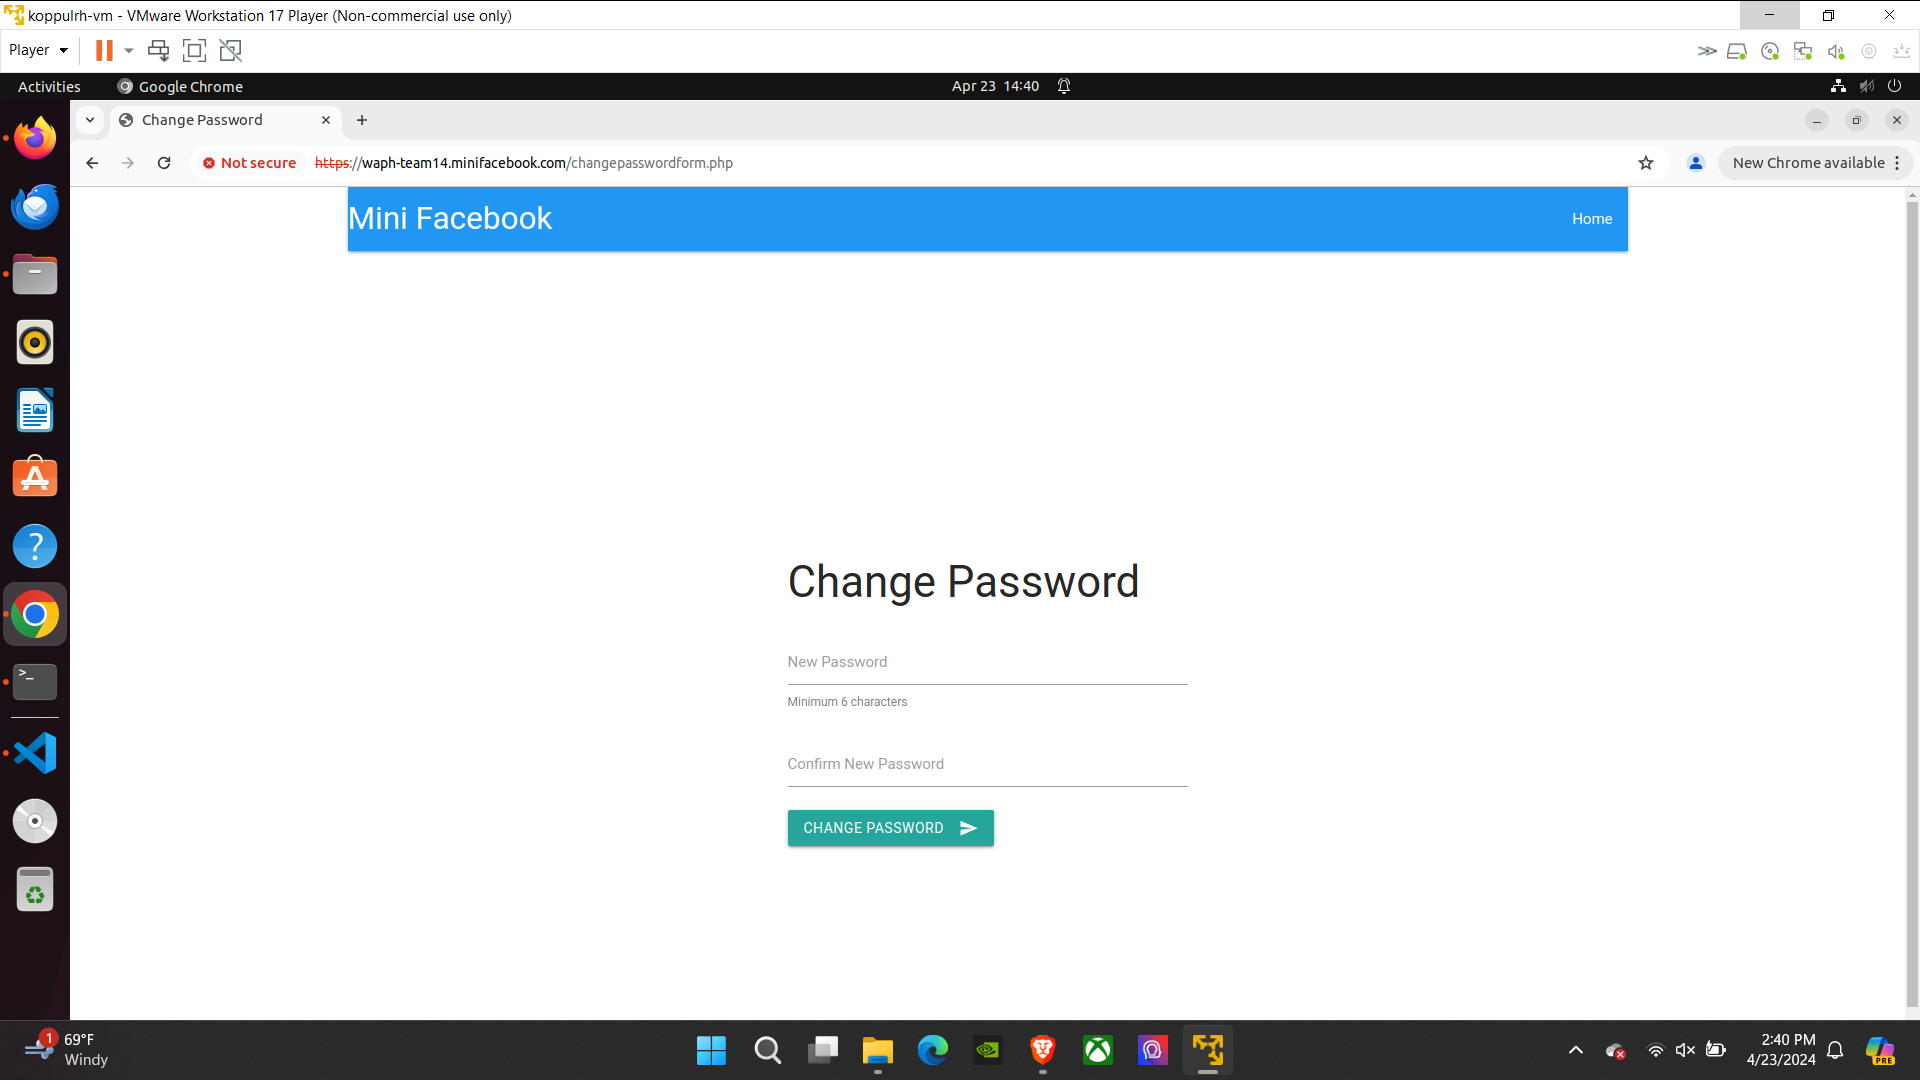 koppulrh-vm - VMware Workstation 17 Player (Non-commercial use only)
Player
Activities
Google Chrome
Apr 23 14:40
Change Password
Not secure
https://waph-team14.minifacebook.com/changepasswordform.php
New Chrome available
Mini Facebook
Home
Change Password
New Password
Minimum 6 characters
Confirm New Password
CHANGE PASSWORD
1
69°F
Windy
2:40 PM
4/23/2024
PRE